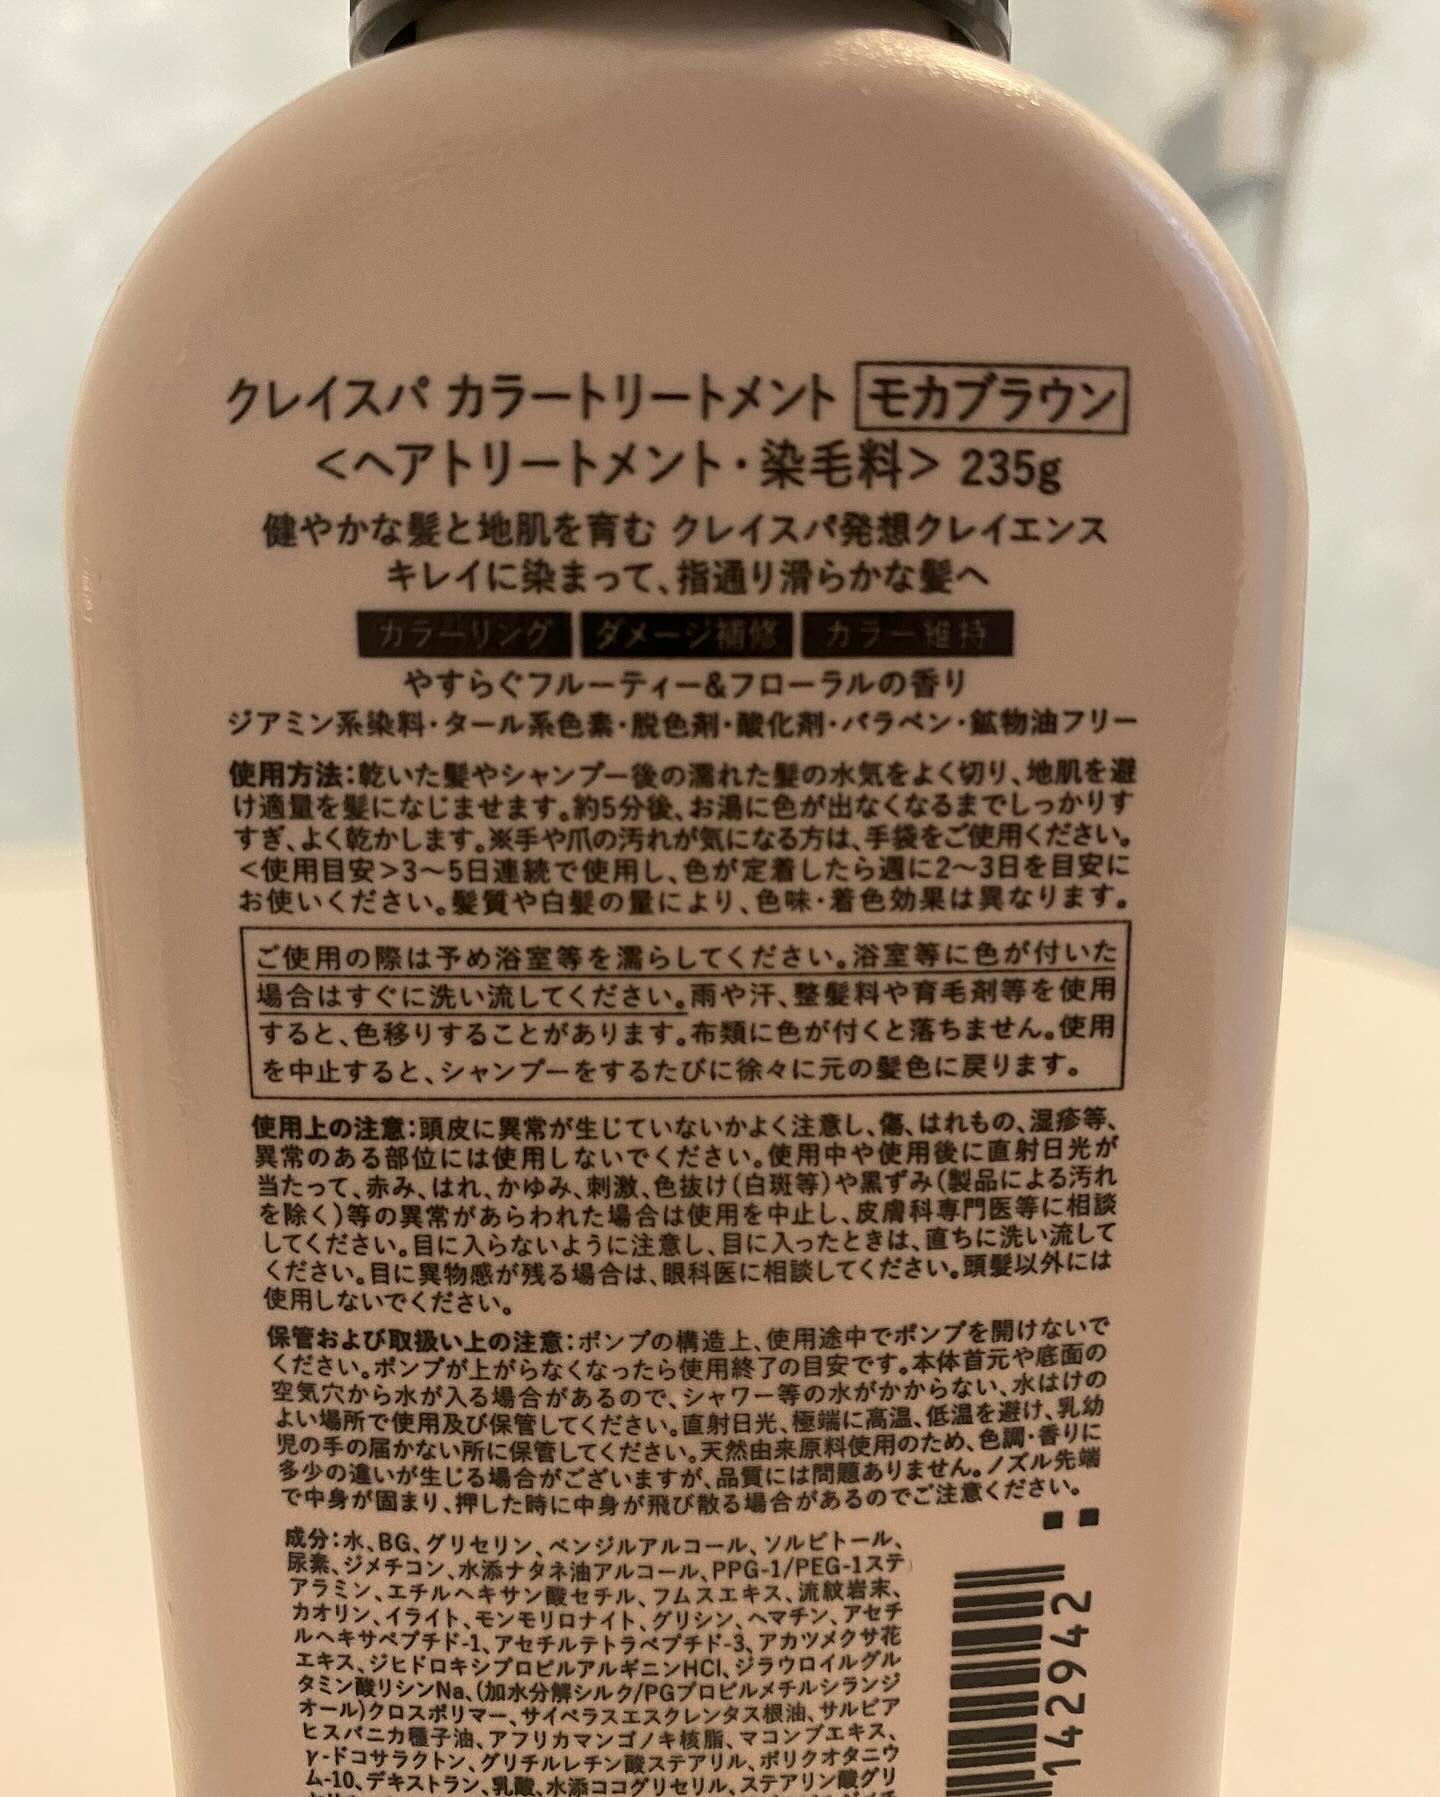 クレイスパ カラートリートメント モカブラウン
<ヘアトリートメント・染毛料> 235g
健やかな髪と地肌を育む クレイスパ発想クレイエンス
キレイに染まって、指通り滑らかな髪へ
カラーリング ダメージ補修 カラー維持
やすらぐフルーティー&フローラルの香り
ジアミン系染料・タール系色素・脱色剤・酸化剤・パラベン・鉱物油フリー
使用方法:乾いた髪やシャンプー後の濡れた髪の水気をよく切り、地肌を避
け適量を髪になじませます。約5分後、お湯に色が出なくなるまでしっかりす
すぎ、よく乾かします。※手や爪の汚れが気になる方は、手袋をご使用ください。
<使用目安>3〜5日連続で使用し、色が定着したら週に2〜3日を目安に
お使いください。髪質や白髪の量により、色味・着色効果は異なります。
ご使用の際は予め浴室等を濡らしてください。浴室等に色が付いた
場合はすぐに洗い流してください。雨や汗、整髪料や育毛剤等を使用
すると、色移りすることがあります。布類に色が付くと落ちません。使用
を中止すると、シャンプーをするたびに徐々に元の髪色に戻ります。
使用上の注意:頭皮に異常が生じていないかよく注意し、傷、はれもの、湿疹等、
異常のある部位には使用しないでください。使用中や使用後に直射日光が
当たって、赤み、はれ、かゆみ、刺激、色抜け(白斑等)や黒ずみ(製品による汚れ
を除く)等の異常があらわれた場合は使用を中止し、皮膚科専門医等に相談
してください。目に入らないように注意し、目に入ったときは、直ちに洗い流して
ください。目に異物感が残る場合は、眼科医に相談してください。頭髪以外には
使用しないでください。
保管および取扱い上の注意:ポンプの構造上、使用途中でポンプを開けないで
ください。ポンプが上がらなくなったら使用終了の目安です。本体首元や底面の
空気穴から水が入る場合があるので、シャワー等の水がかからない、水はけの
よい場所で使用及び保管してください。直射日光、極端に高温、低温を避け、乳幼
児の手の届かない所に保管してください。天然由来原料使用のため、色調・香りに
多少の違いが生じる場合がございますが、品質には問題ありません。ノズル先端
で中身が固まり、押した時に中身が飛び散る場合があるのでご注意ください。
成分:水、BG、グリセリン、ベンジルアルコール、ソルビトール、
尿素、ジメチコン、水添ナタネ油アルコール、PPG-1/PEG-1ステ
アラミン、エチルヘキサン酸セチル、フムスエキス、流紋岩末、
カオリン、イライト、モンモリロナイト、グリシン、ヘマチン、アセチ
ルヘキサペプチド-1、アセチルテトラペプチド-3、アカツメクサ花
エキス、ジヒドロキシプロピルアルギニンHCl、ジラウロイルグル
タミン酸リシンNa、(加水分解シルク/PGプロピルメチルシランジ
オール)クロスポリマー、サイペラスエスクレンタス根油、サルビア
ヒスパニカ種子油、アフリカマンゴノキ核脂、マコンブエキス、
γ-ドコサラクトン、グリチルレチン酸ステアリル、ポリクオタニウ
ム-10、デキストラン、乳酸、水添ココグリセリル、ステアリン酸グリ
142942